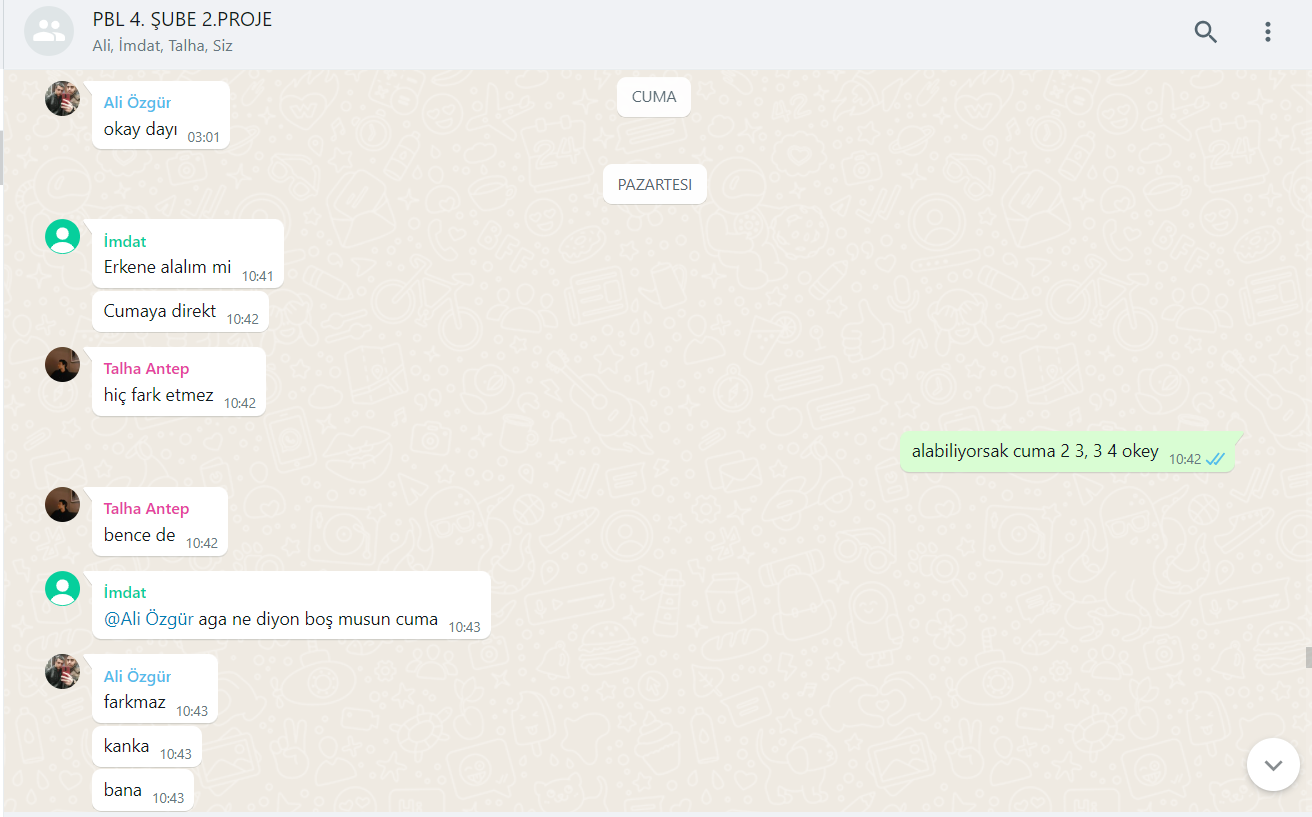 PBL 4. ŞUBE 2.PROJE
Ali, İmdat, Talha, Siz
CUMA
Ali Özgür
okay dayı 03:01
PAZARTESI
İmdat
Erkene alalım mi 10:41
Cumaya direkt 10:42
Talha Antep
hiç fark etmez 10:42
alabiliyorsak cuma 2 3, 3 4 okey 10:42
Talha Antep
bence de 10:42
İmdat
@Ali Özgür aga ne diyon boş musun cuma 10:43
Ali Özgür
farkmaz 10:43
kanka 10:43
bana 10:43